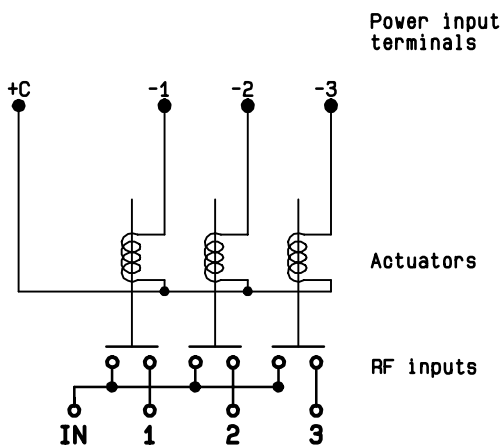 Power input
terminals
+C -1 -2 -3
Actuators
RF inputs
IN 1 2 3